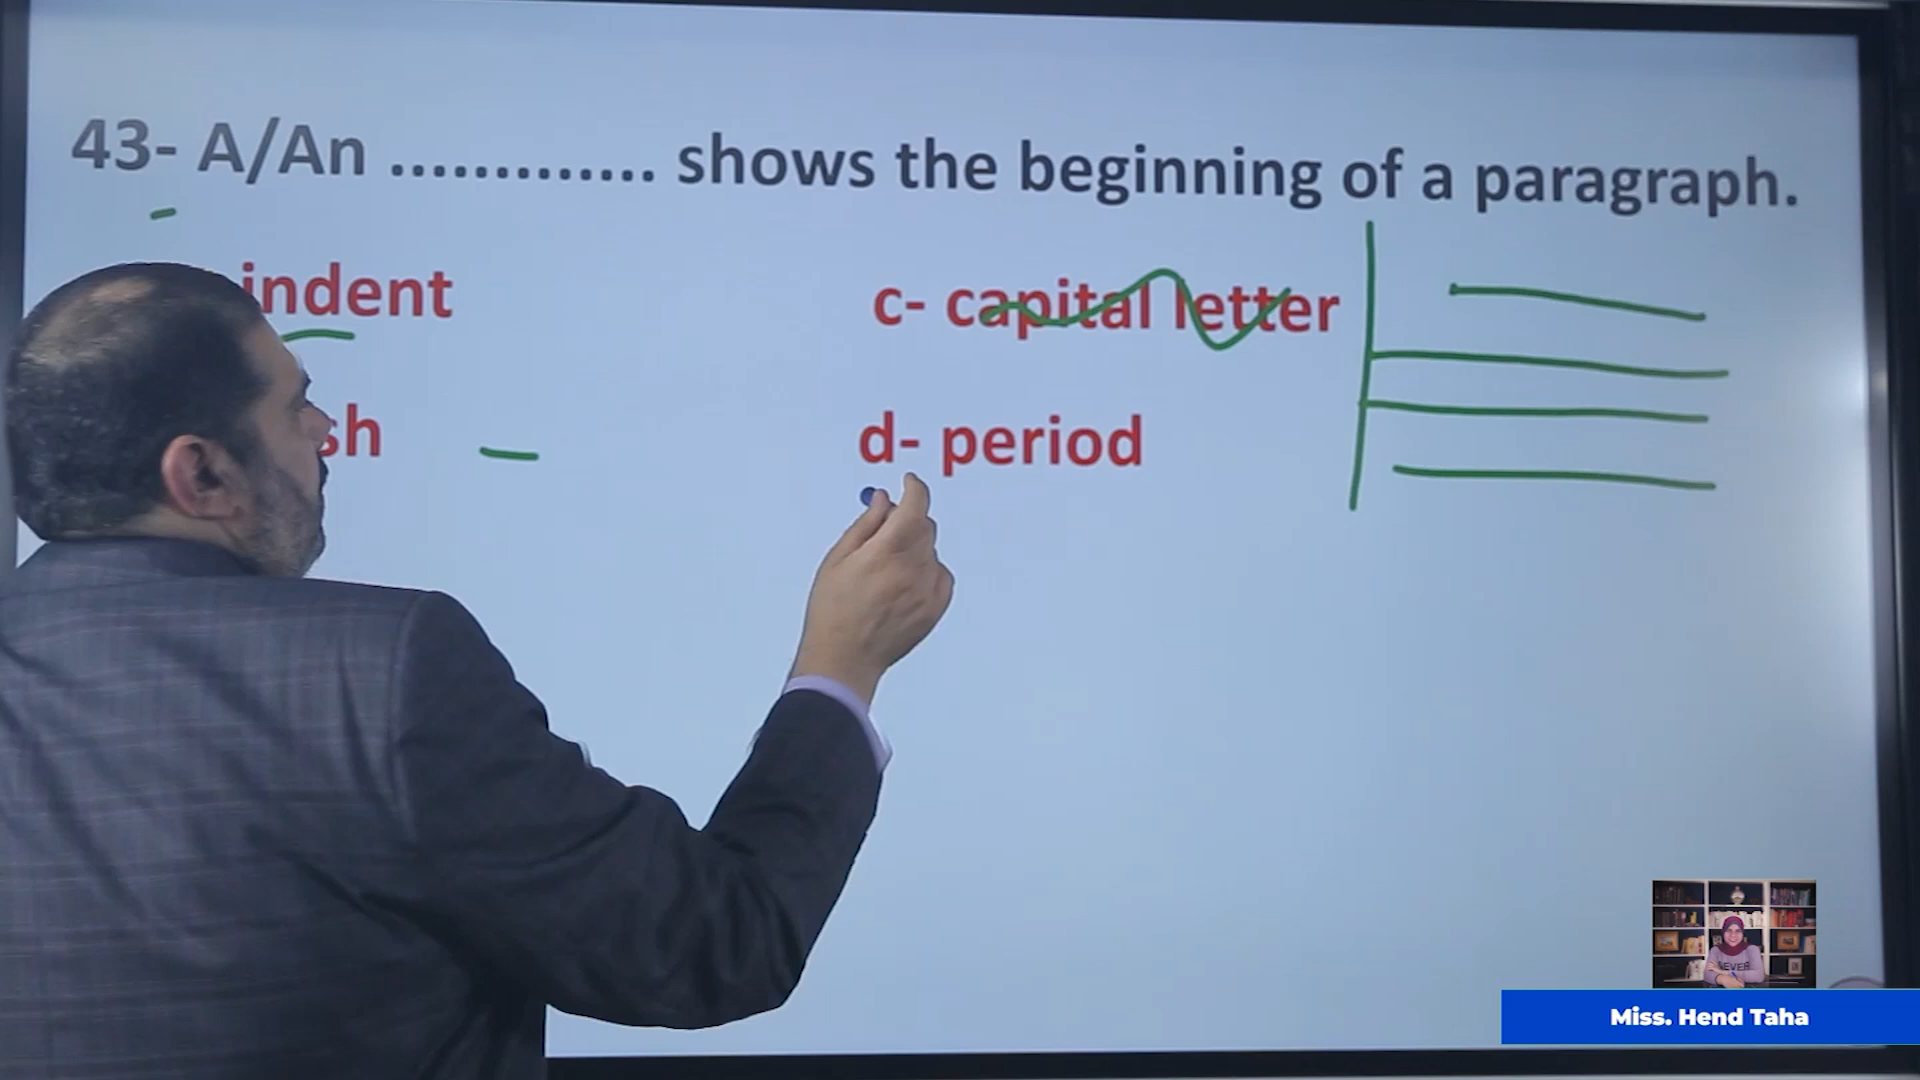 43- A/An ............. shows the beginning of a paragraph.
indent
c- capital letter
sh
d- period
Miss. Hend Taha